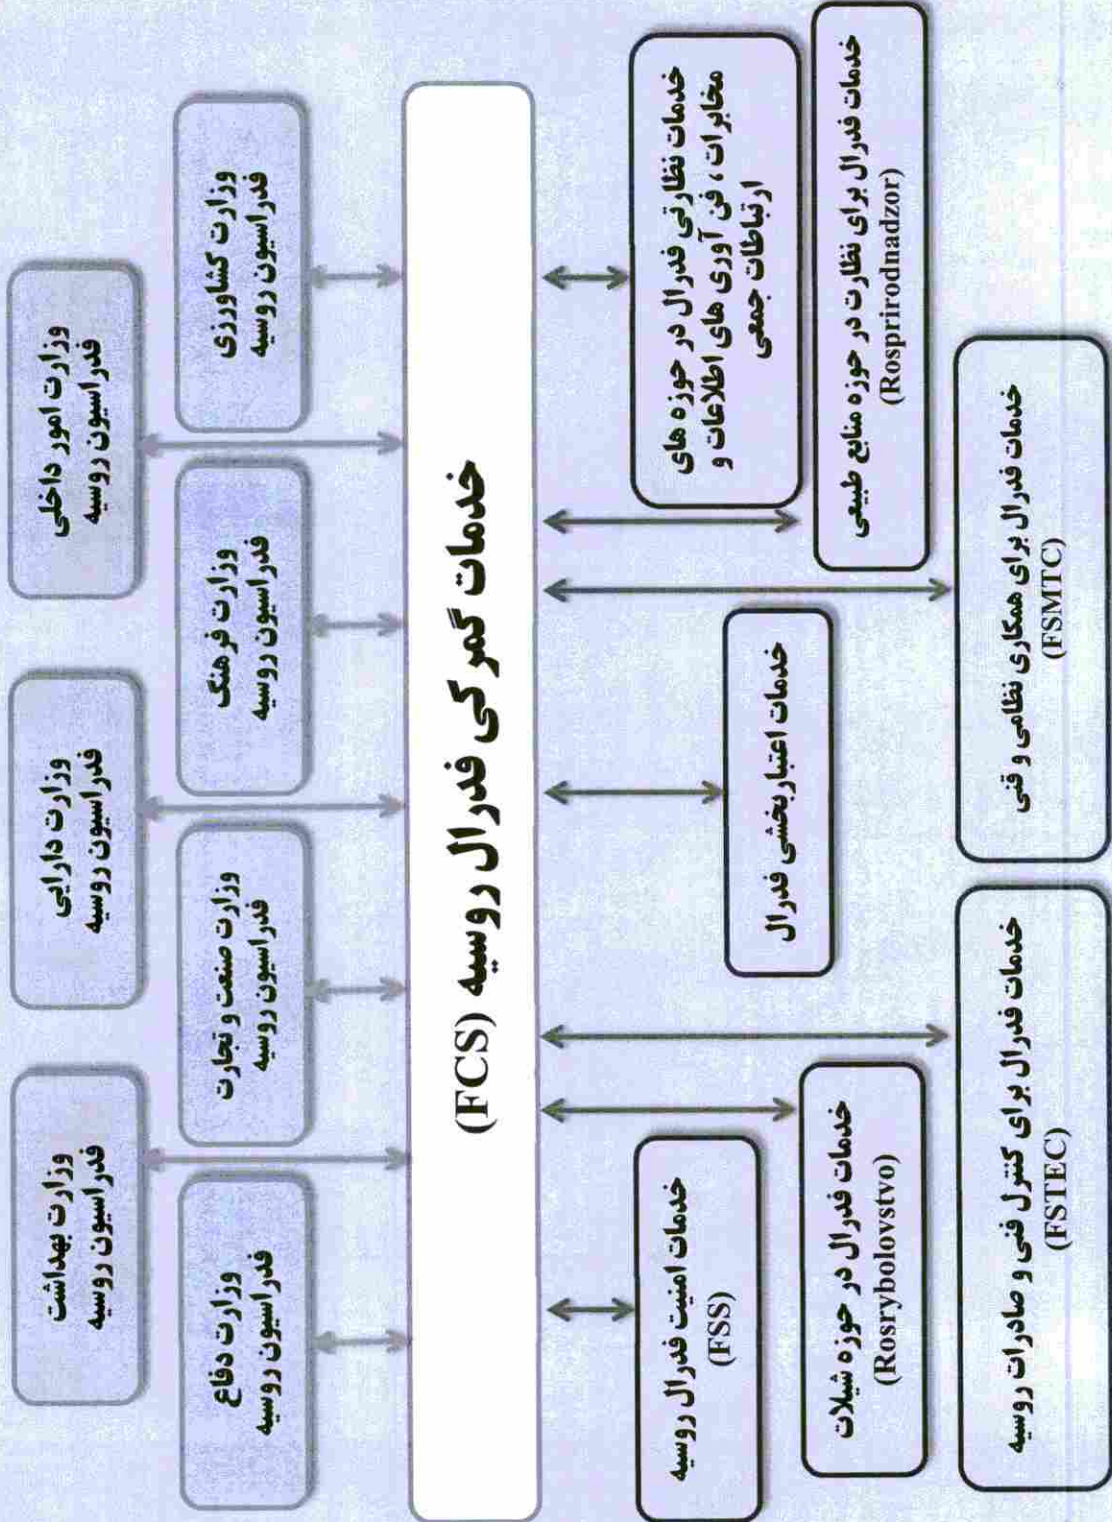 وزارت بهداشت
فدراسیون روسیه
وزارت دارایی
فدراسیون روسیه
وزارت امور داخلی
فدراسیون روسیه
وزارت دفاع
فدراسیون روسیه
وزارت صنعت و تجارت
فدراسیون روسیه
وزارت فرهنگ
فدراسیون روسیه
وزارت کشاورزی
فدراسیون روسیه
خدمات گمرکی فدرال روسیه (FCS)
خدمات امنیت فدرال روسیه
(FSS)
خدمات نظارتی فدرال در حوزه های
مخابرات ، فن آوری های اطلاعات و
ارتباطات جمعی
خدمات اعتباربخشی فدرال
خدمات فدرال در حوزه شیلات
(Rosrybolovstvo)
خدمات فدرال برای نظارت در حوزه منابع طبیعی
(Rosprirodnadzor)
خدمات فدرال برای کنترل فنی و صادرات روسیه
(FSTEC)
خدمات فدرال برای همکاری نظامی و فنی
(FSMTC)